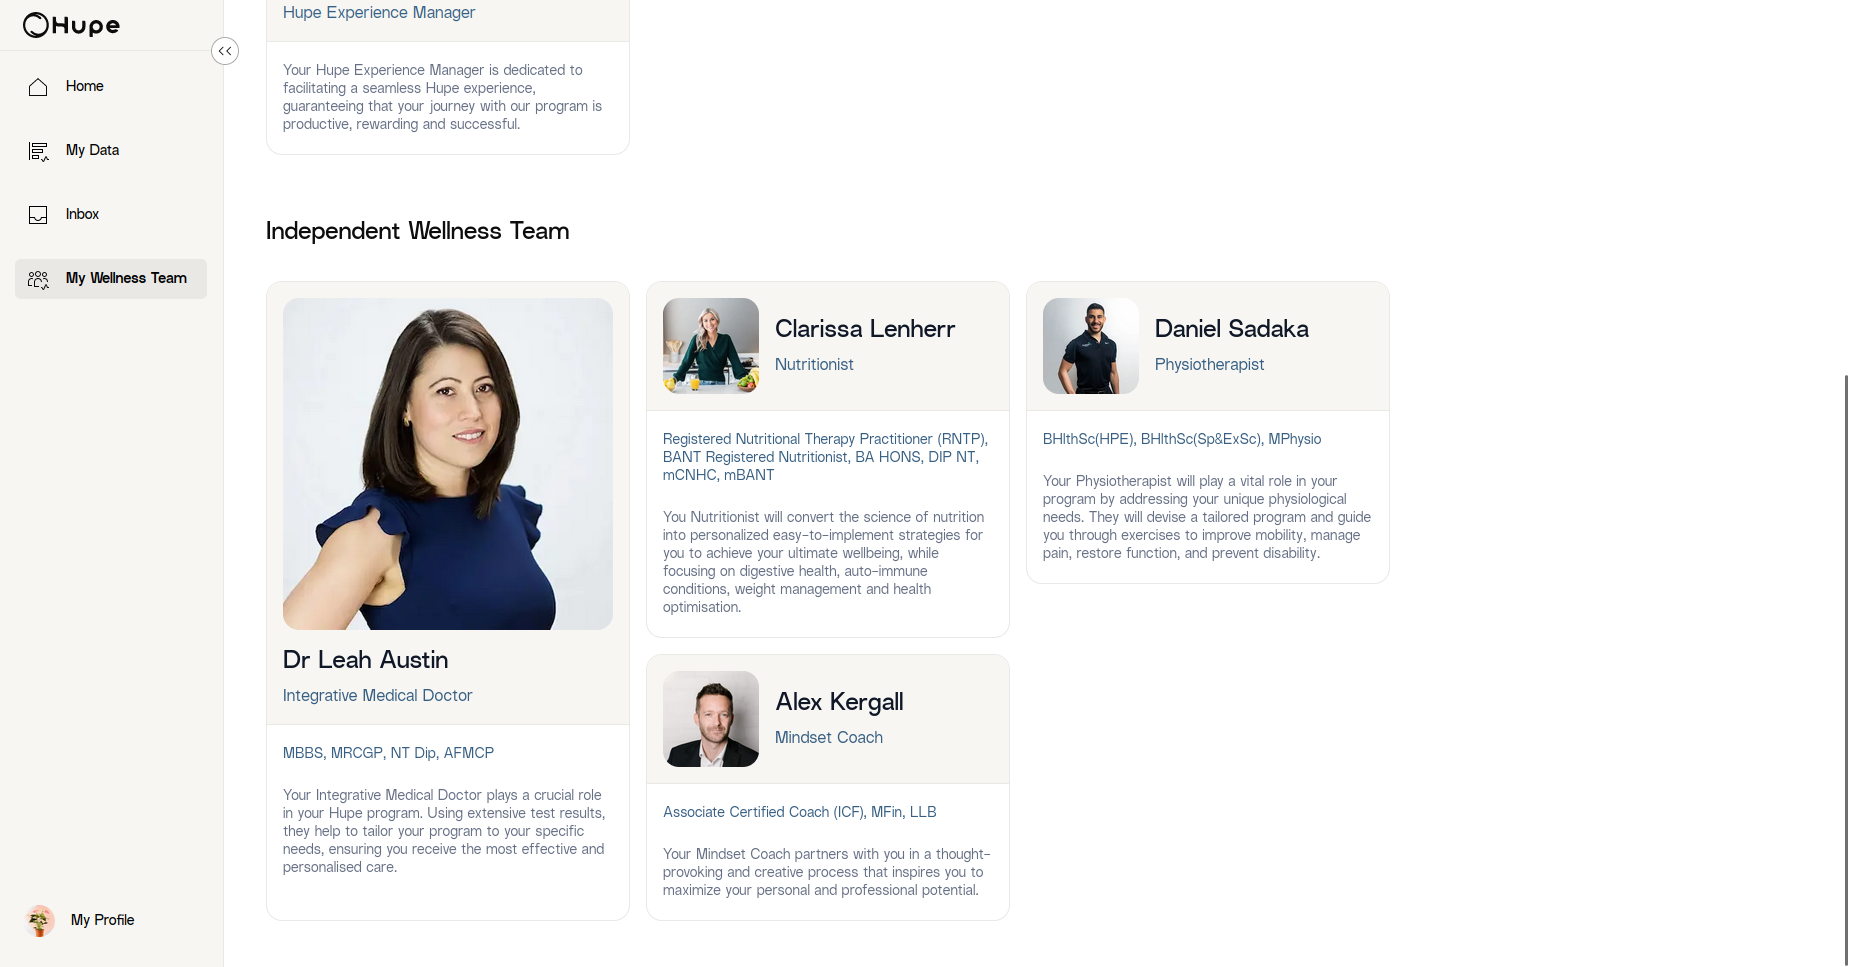 Hupe
Home
My Data
Inbox
My Wellness Team
My Profile
Hupe Experience Manager
Your Hupe Experience Manager is dedicated to
facilitating a seamless Hupe experience,
guaranteeing that your journey with our program is
productive, rewarding and successful.
Independent Wellness Team
Dr Leah Austin
Integrative Medical Doctor
MBBS, MRCGP, NT Dip, AFMCP
Your Integrative Medical Doctor plays a crucial role
in your Hupe program. Using extensive test results,
they help to tailor your program to your specific
needs, ensuring you receive the most effective and
personalised care.
Clarissa Lenherr
Nutritionist
Registered Nutritional Therapy Practitioner (RNTP),
BANT Registered Nutritionist, BA HONS, DIP NT,
mCNHC, mBANT
You Nutritionist will convert the science of nutrition
into personalized easy-to-implement strategies for
you to achieve your ultimate wellbeing, while
focusing on digestive health, auto-immune
conditions, weight management and health
optimisation.
Alex Kergall
Mindset Coach
Associate Certified Coach (ICF), MFin, LLB
Your Mindset Coach partners with you in a thought-
provoking and creative process that inspires you to
maximize your personal and professional potential.
Daniel Sadaka
Physiotherapist
BHlthSc(HPE), BHlthSc(Sp&ExSc), MPhysio
Your Physiotherapist will play a vital role in your
program by addressing your unique physiological
needs. They will devise a tailored program and guide
you through exercises to improve mobility, manage
pain, restore function, and prevent disability.